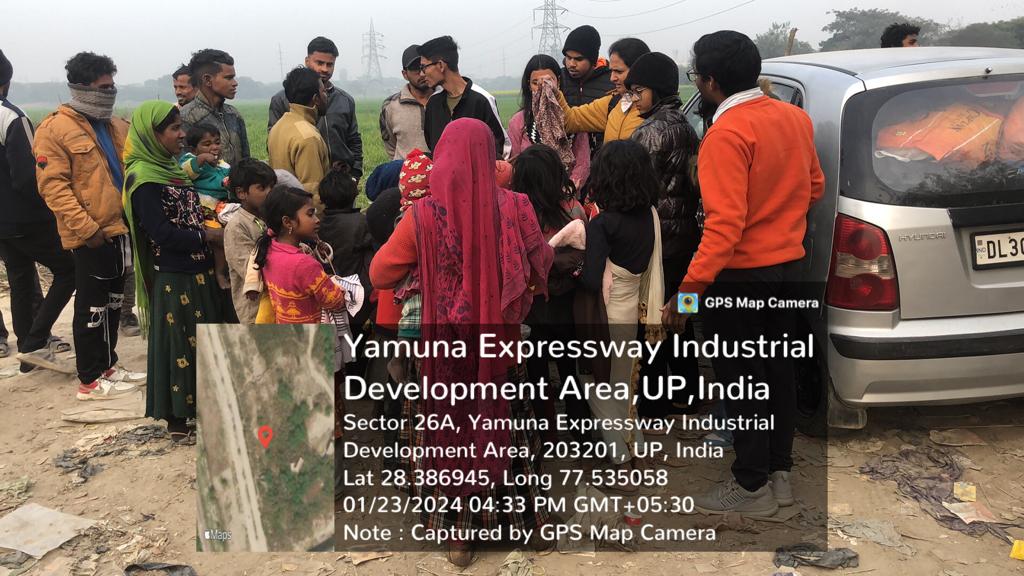 HYUNDAI
DL30
GPS Map Camera
Yamuna Expressway Industrial
Development Area,UP,India
Sector 26A, Yamuna Expressway Industrial
Development Area, 203201, UP, India
Lat 28.386945, Long 77.535058
01/23/2024 04:33 PM GMT+05:30
Note : Captured by GPS Map Camera
Maps